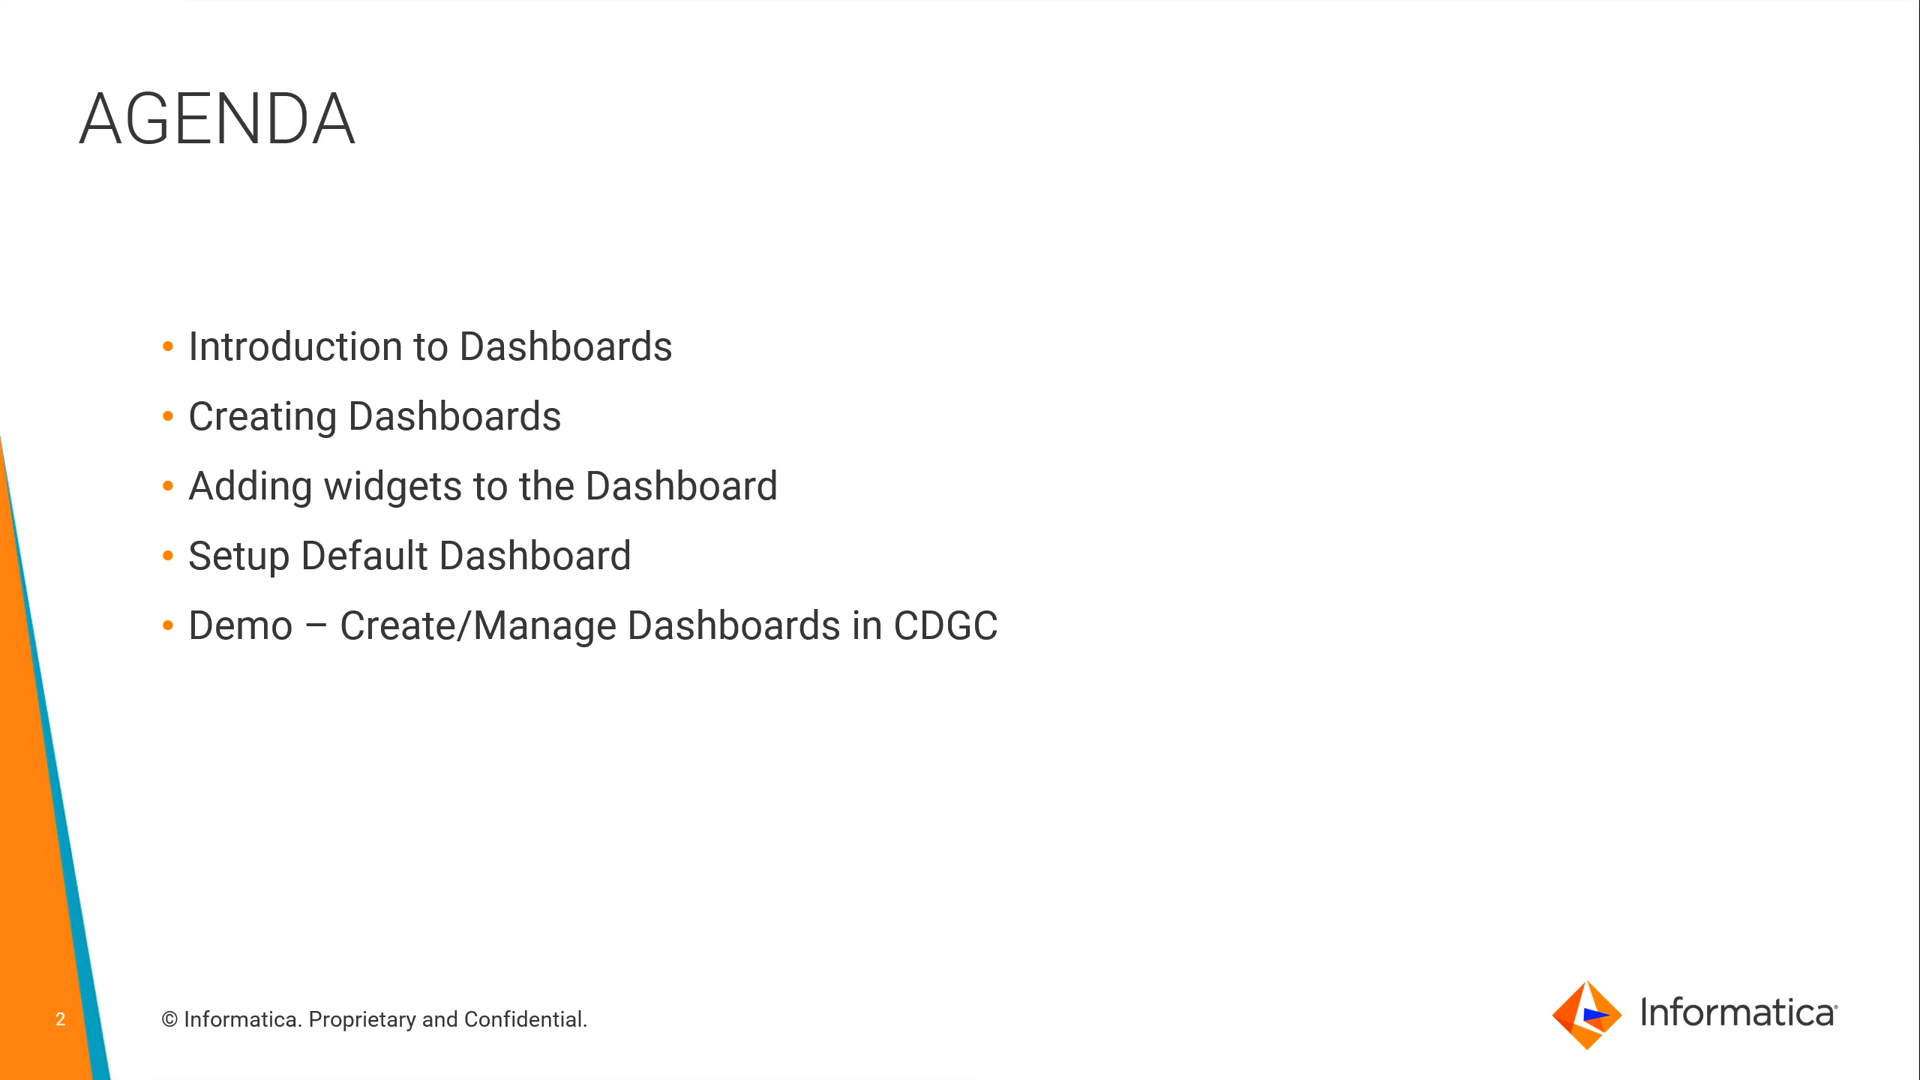 AGENDA
• Introduction to Dashboards
• Creating Dashboards
• Adding widgets to the Dashboard
• Setup Default Dashboard
• Demo – Create/Manage Dashboards in CDGC
2
© Informatica. Proprietary and Confidential.
Informatica